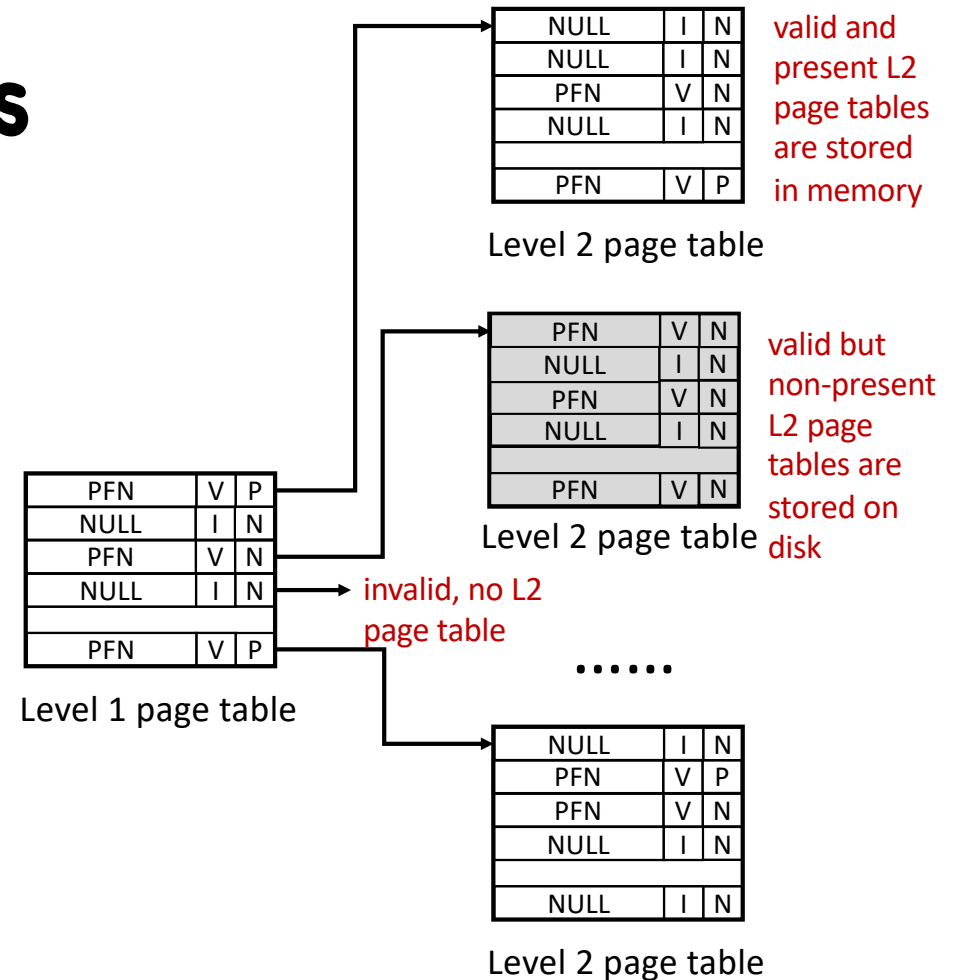 s
NULL I N
NULL I N
PFN V N
NULL I N
PFN V P
Level 2 page table
valid and
present L2
page tables
are stored
in memory
PFN V N
NULL I N
PFN V N
NULL I N
PFN V N
Level 2 page table
valid but
non-present
L2 page
tables are
stored on
disk
PFN V P
NULL I N
PFN V N
NULL I N
PFN V P
Level 1 page table
invalid, no L2
page table
......
NULL I N
PFN V P
PFN V N
NULL I N
NULL I N
Level 2 page table